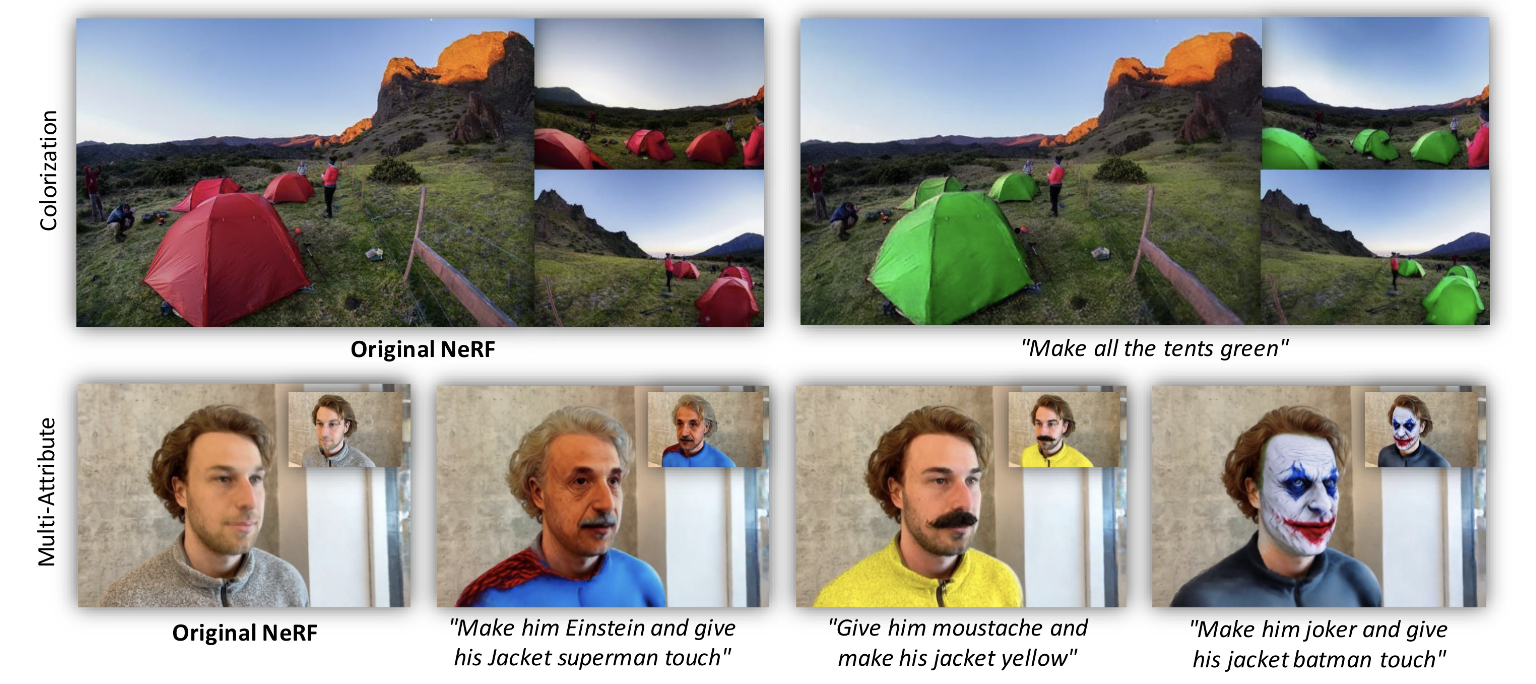 Colorization
Original NeRF
"Make all the tents green"
Multi-Attribute
Original NeRF
"Make him Einstein and give
his Jacket superman touch"
"Give him moustache and
make his jacket yellow"
"Make him joker and give
his jacket batman touch"